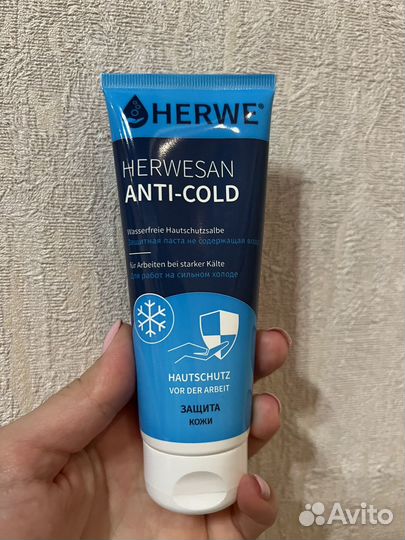 HERWE®
HERWESAN
ANTI-COLD
Wasserfreie Hautschutzsalbe
Защитная паста не содержащая
für Arbeiten bei starker Kälte
Для работ на сильном холоде
HAUTSCHUTZ
VOR DER ARBEIT
ЗАЩИТА
КОЖИ
Avito